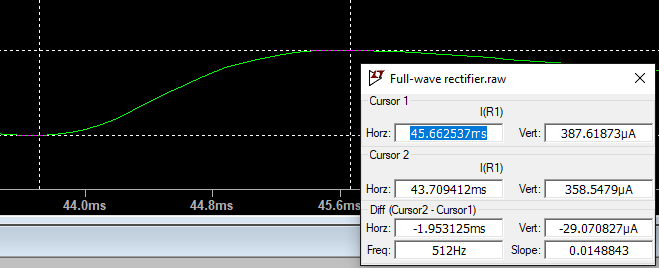 Full-wave rectifier.raw
Cursor 1
I(R1)
Horz: 45.662537ms Vert: 387.61873µA
Cursor 2
I(R1)
Horz: 43.709412ms Vert: 358.5479µA
Diff (Cursor2 - Cursor1)
Horz: -1.953125ms Vert: -29.070827µA
Freq: 512Hz Slope: 0.0148843
44.0ms 44.8ms 45.6ms